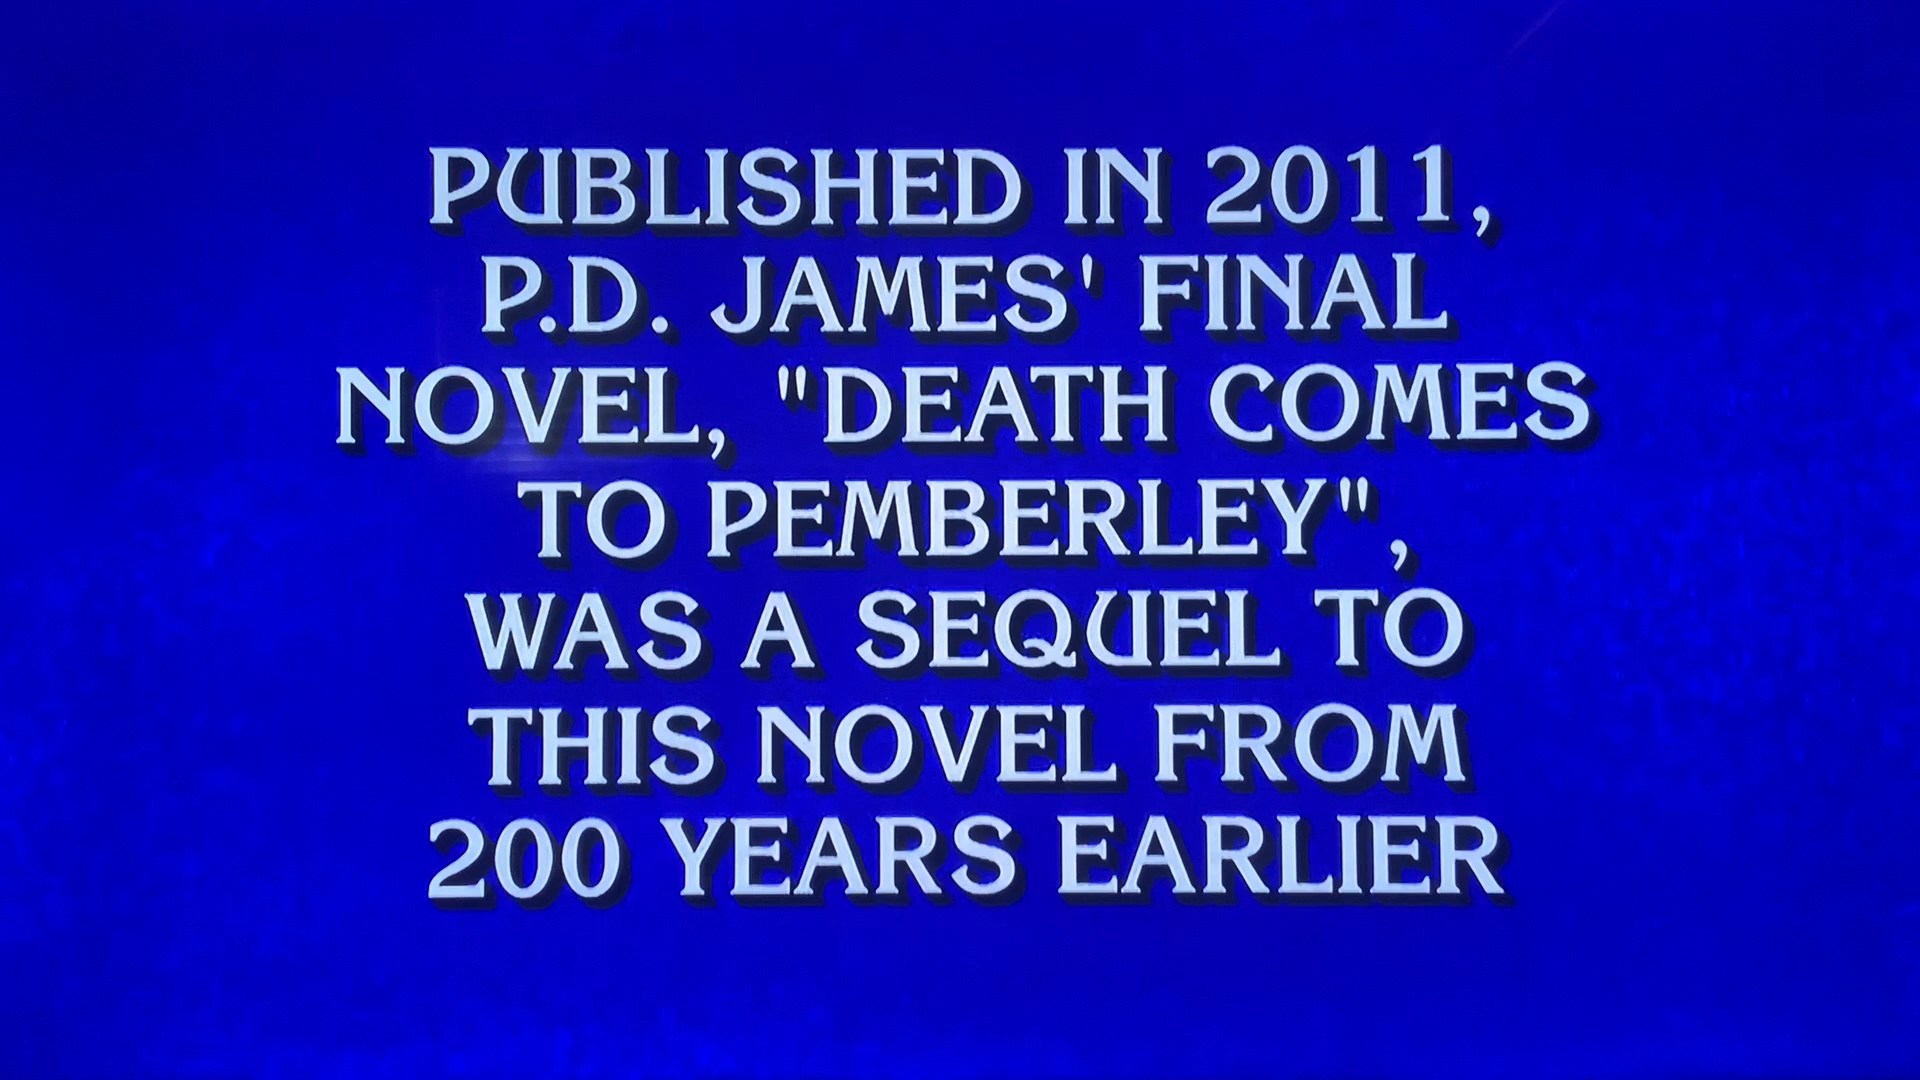 PUBLISHED IN 2011,
P.D. JAMES' FINAL
NOVEL, "DEATH COMES
TO PEMBERLEY",
WAS A SEQUEL TO
THIS NOVEL FROM
200 YEARS EARLIER